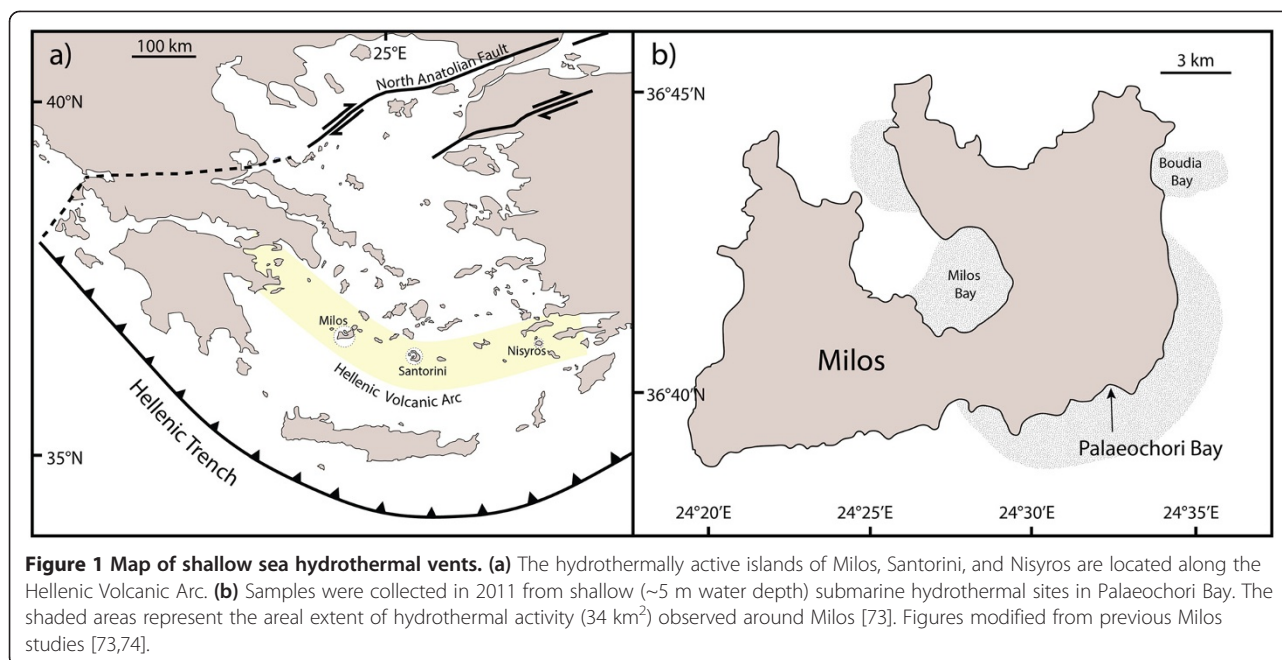 a)
100 km
25°E
North Anatolian Fault
40°N
Milos
Santorini
Nisyros
Hellenic Volcanic Arc
Hellenic Trench
35°N
b)
3 km
36°45'N
Boudia
Bay
Milos
Bay
Milos
36°40'N
Palaeochori Bay
24°20'E
24°25'E
24°30'E
24°35'E
Figure 1 Map of shallow sea hydrothermal vents. (a) The hydrothermally active islands of Milos, Santorini, and Nisyros are located along the
Hellenic Volcanic Arc. (b) Samples were collected in 2011 from shallow (~5 m water depth) submarine hydrothermal sites in Palaeochori Bay. The
shaded areas represent the areal extent of hydrothermal activity (34 km²) observed around Milos [73]. Figures modified from previous Milos
studies [73,74].